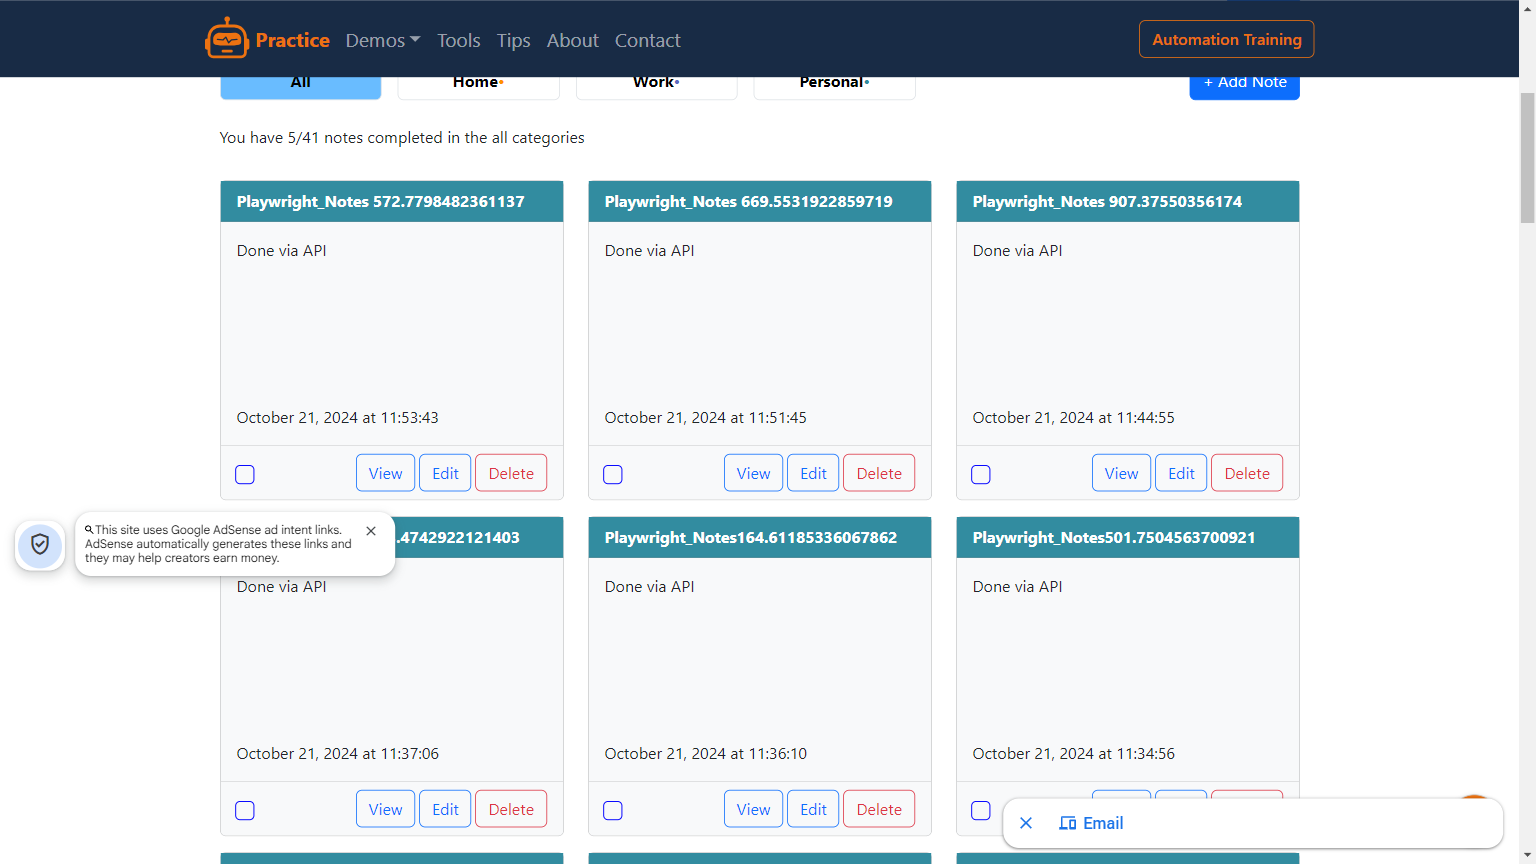 Practice Demos Tools Tips About Contact Automation Training
All Home Work Personal + Add Note
You have 5/41 notes completed in the all categories
Playwright_Notes 572.7798482361137
Done via API
October 21, 2024 at 11:53:43
View Edit Delete
Playwright_Notes 669.5531922859719
Done via API
October 21, 2024 at 11:51:45
View Edit Delete
Playwright_Notes 907.37550356174
Done via API
October 21, 2024 at 11:44:55
View Edit Delete
This site uses Google AdSense ad intent links.
AdSense automatically generates these links and
they may help creators earn money.
.4742922121403
Done via API
October 21, 2024 at 11:37:06
View Edit Delete
Playwright_Notes164.61185336067862
Done via API
October 21, 2024 at 11:36:10
View Edit Delete
Playwright_Notes501.7504563700921
Done via API
October 21, 2024 at 11:34:56
Email